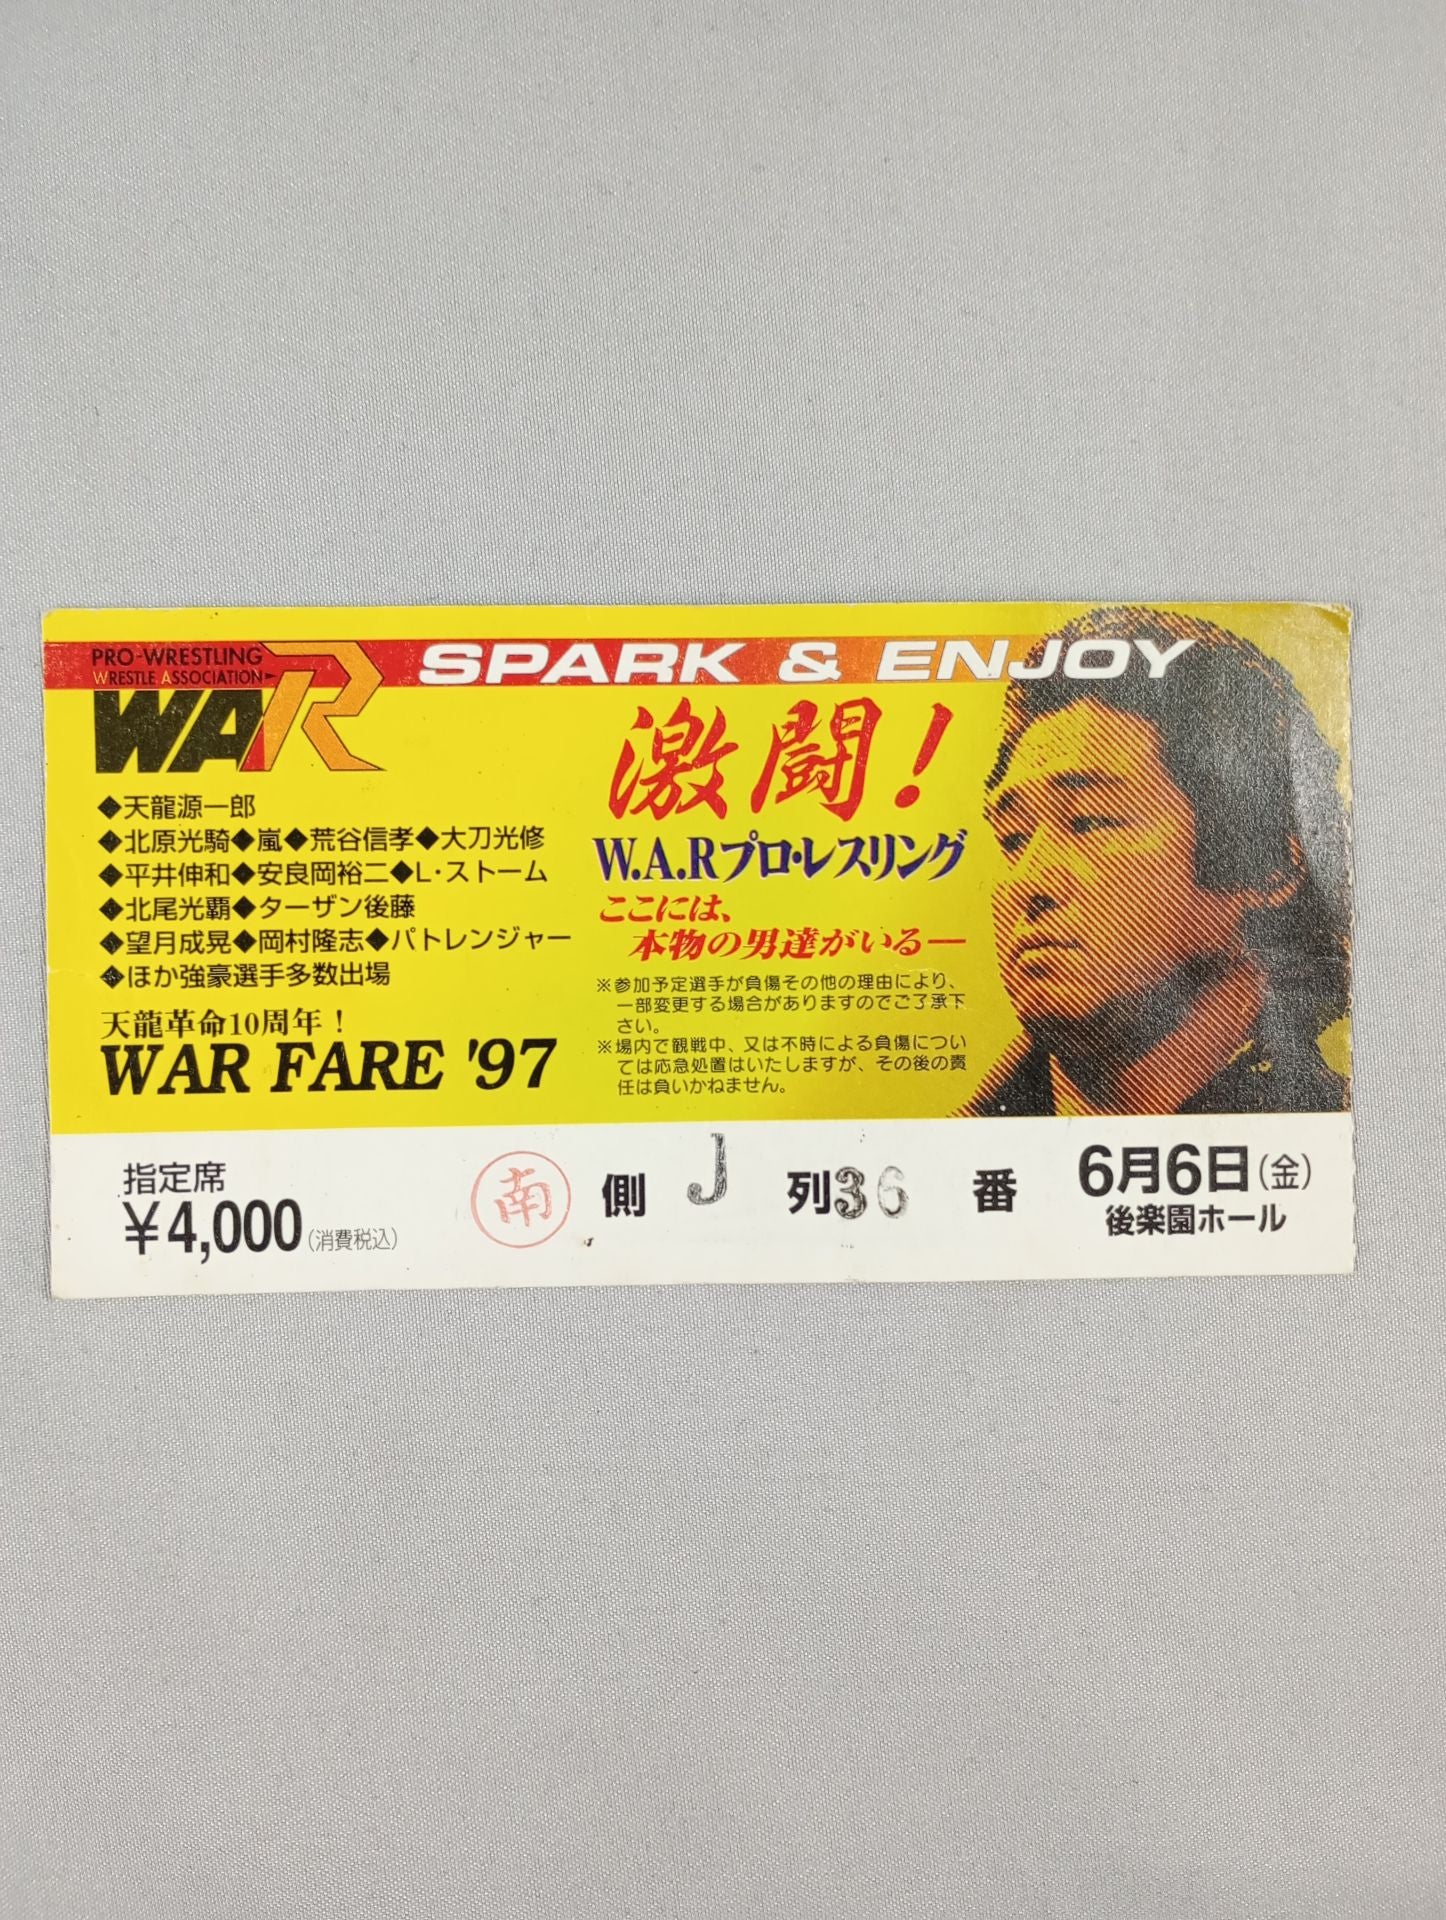 PRO-WRESTLING
WRESTLE ASSOCIATION
WAR
SPARK & ENJOY
◆天龍源一郎
◆北原光騎◆嵐◆荒谷信孝◆大刀光修
◆平井伸和◆安良岡裕二◆L・ストーム
◆北尾光覇◆ターザン後藤
◆望月成晃◆岡村隆志◆パトレンジャー
◆ほか強豪選手多数出場
天龍革命10周年！
WAR FARE '97
激闘！
W.A.Rプロ・レスリング
ここには、
本物の男達がいる―
※参加予定選手が負傷その他の理由により、
一部変更する場合がありますのでご了承下
さい。
※場内で観戦中、又は不時による負傷につい
ては応急処置はいたしますが、その後の責
任は負いかねません。
指定席
¥4,000(消費税込)
南側 J 列36番
6月6日(金)
後楽園ホール